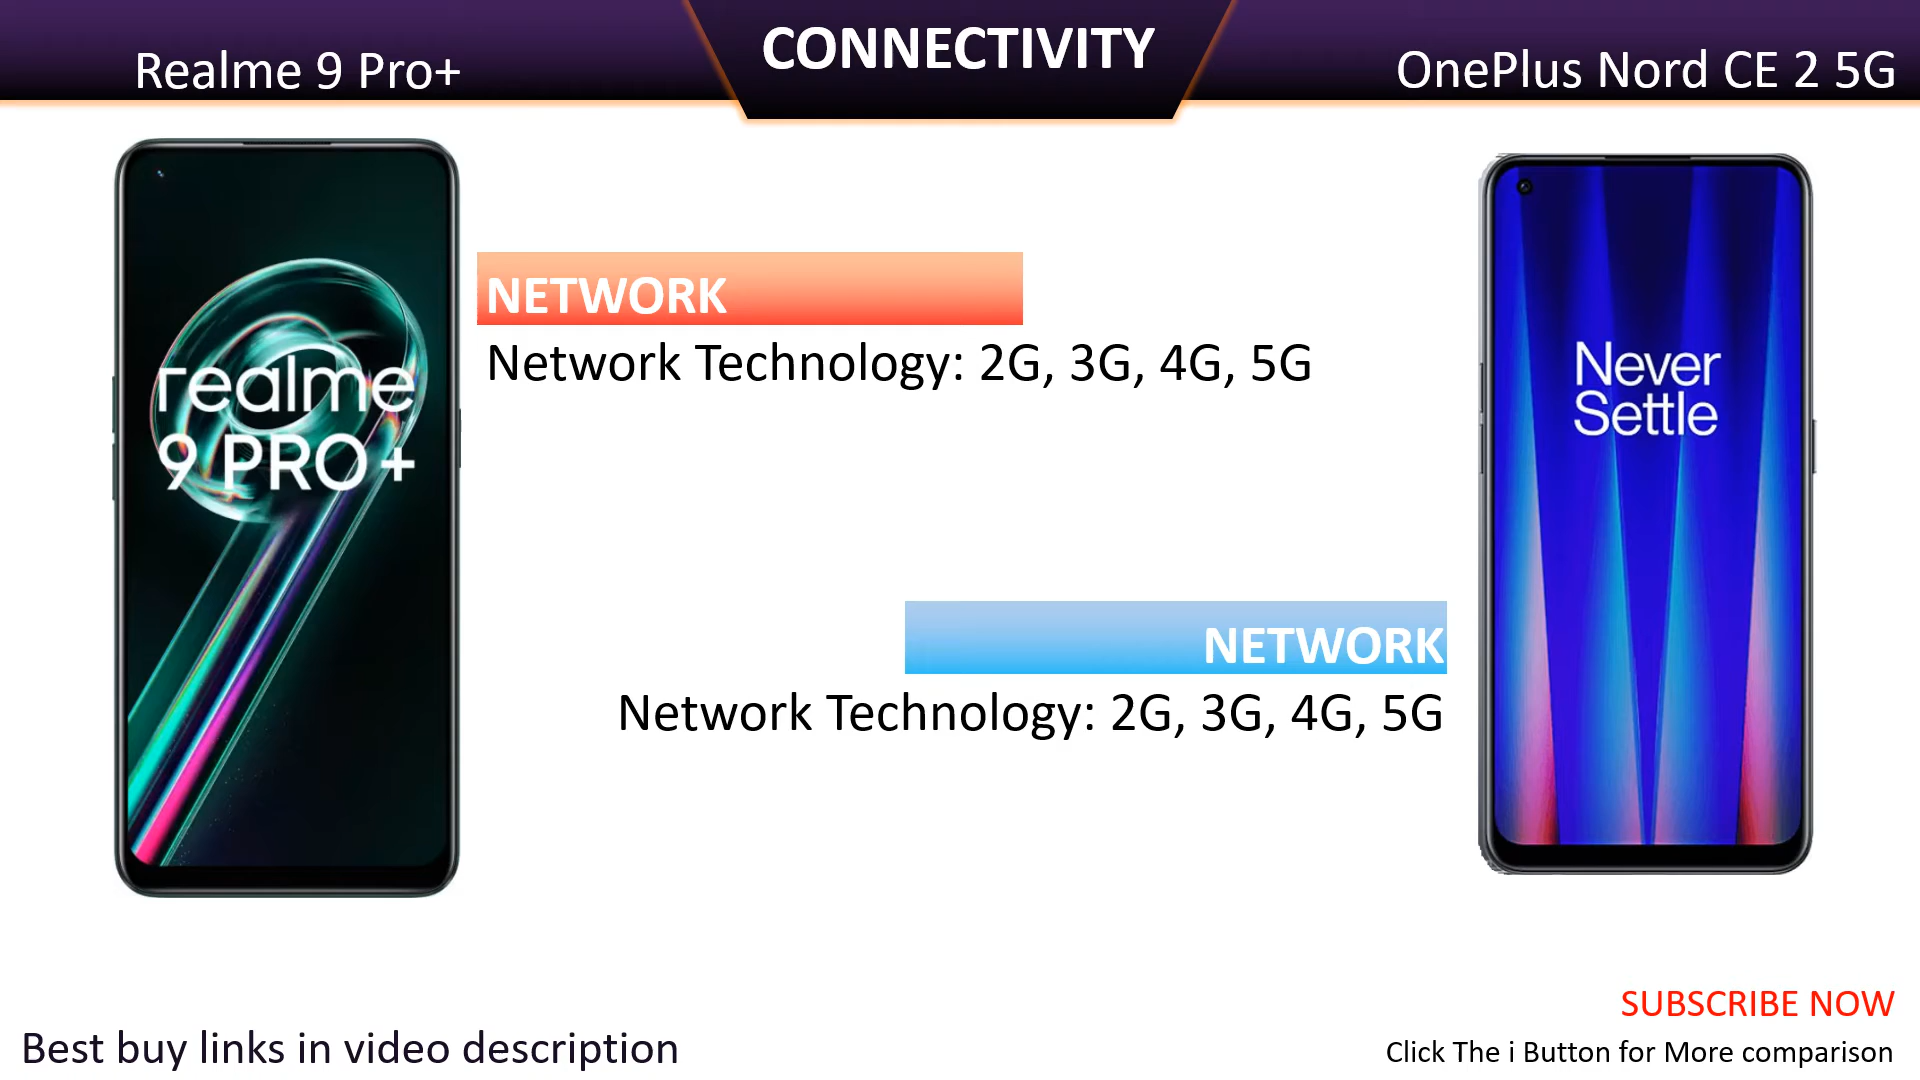 CONNECTIVITY
Realme 9 Pro+
OnePlus Nord CE 2 5G
realme
9 PRO+
NETWORK
Network Technology: 2G, 3G, 4G, 5G
Never
Settle
NETWORK
Network Technology: 2G, 3G, 4G, 5G
SUBSCRIBE NOW
Best buy links in video description
Click The i Button for More comparison